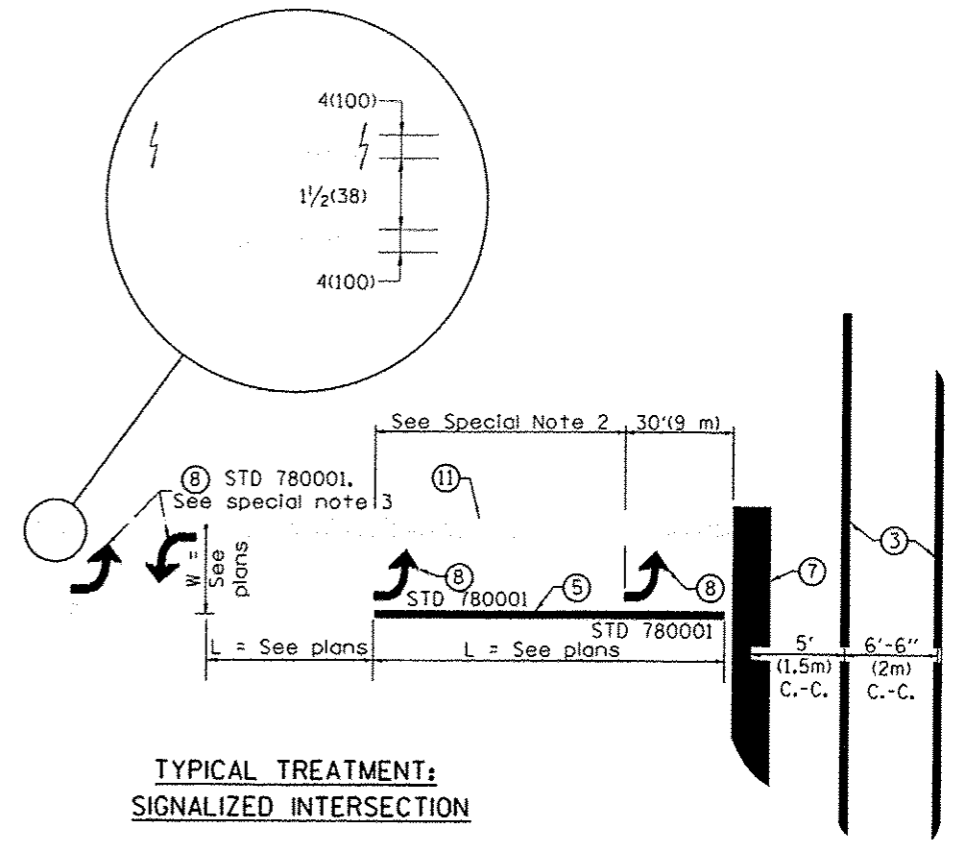 4(100)
1 1/2(38)
4(100)
See Special Note 2
30'(9 m)
8 STD 780001.
See special note 3
11
W =
See
plans
8
5
8
7
3
STD 780001
STD 780001
L = See plans
L = See plans
5'
(1.5m)
C.-C.
6'-6"
(2m)
C.-C.
TYPICAL TREATMENT:
SIGNALIZED INTERSECTION